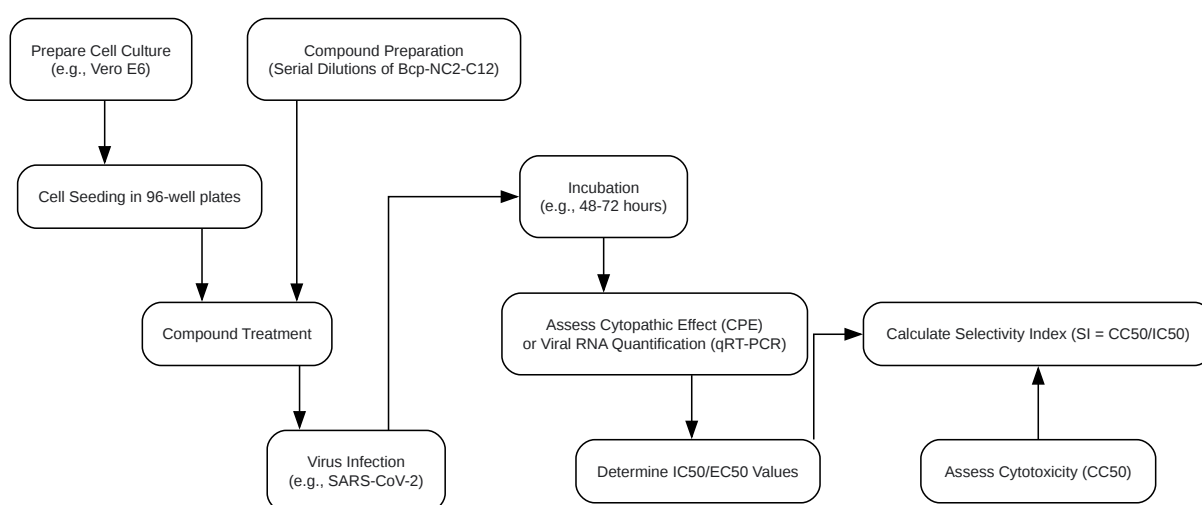 Prepare Cell Culture
(e.g., Vero E6)
Compound Preparation
(Serial Dilutions of Bcp-NC2-C12)
Cell Seeding in 96-well plates
Compound Treatment
Virus Infection
(e.g., SARS-CoV-2)
Incubation
(e.g., 48-72 hours)
Assess Cytopathic Effect (CPE)
or Viral RNA Quantification (qRT-PCR)
Determine IC50/EC50 Values
Calculate Selectivity Index (SI = CC50/IC50)
Assess Cytotoxicity (CC50)